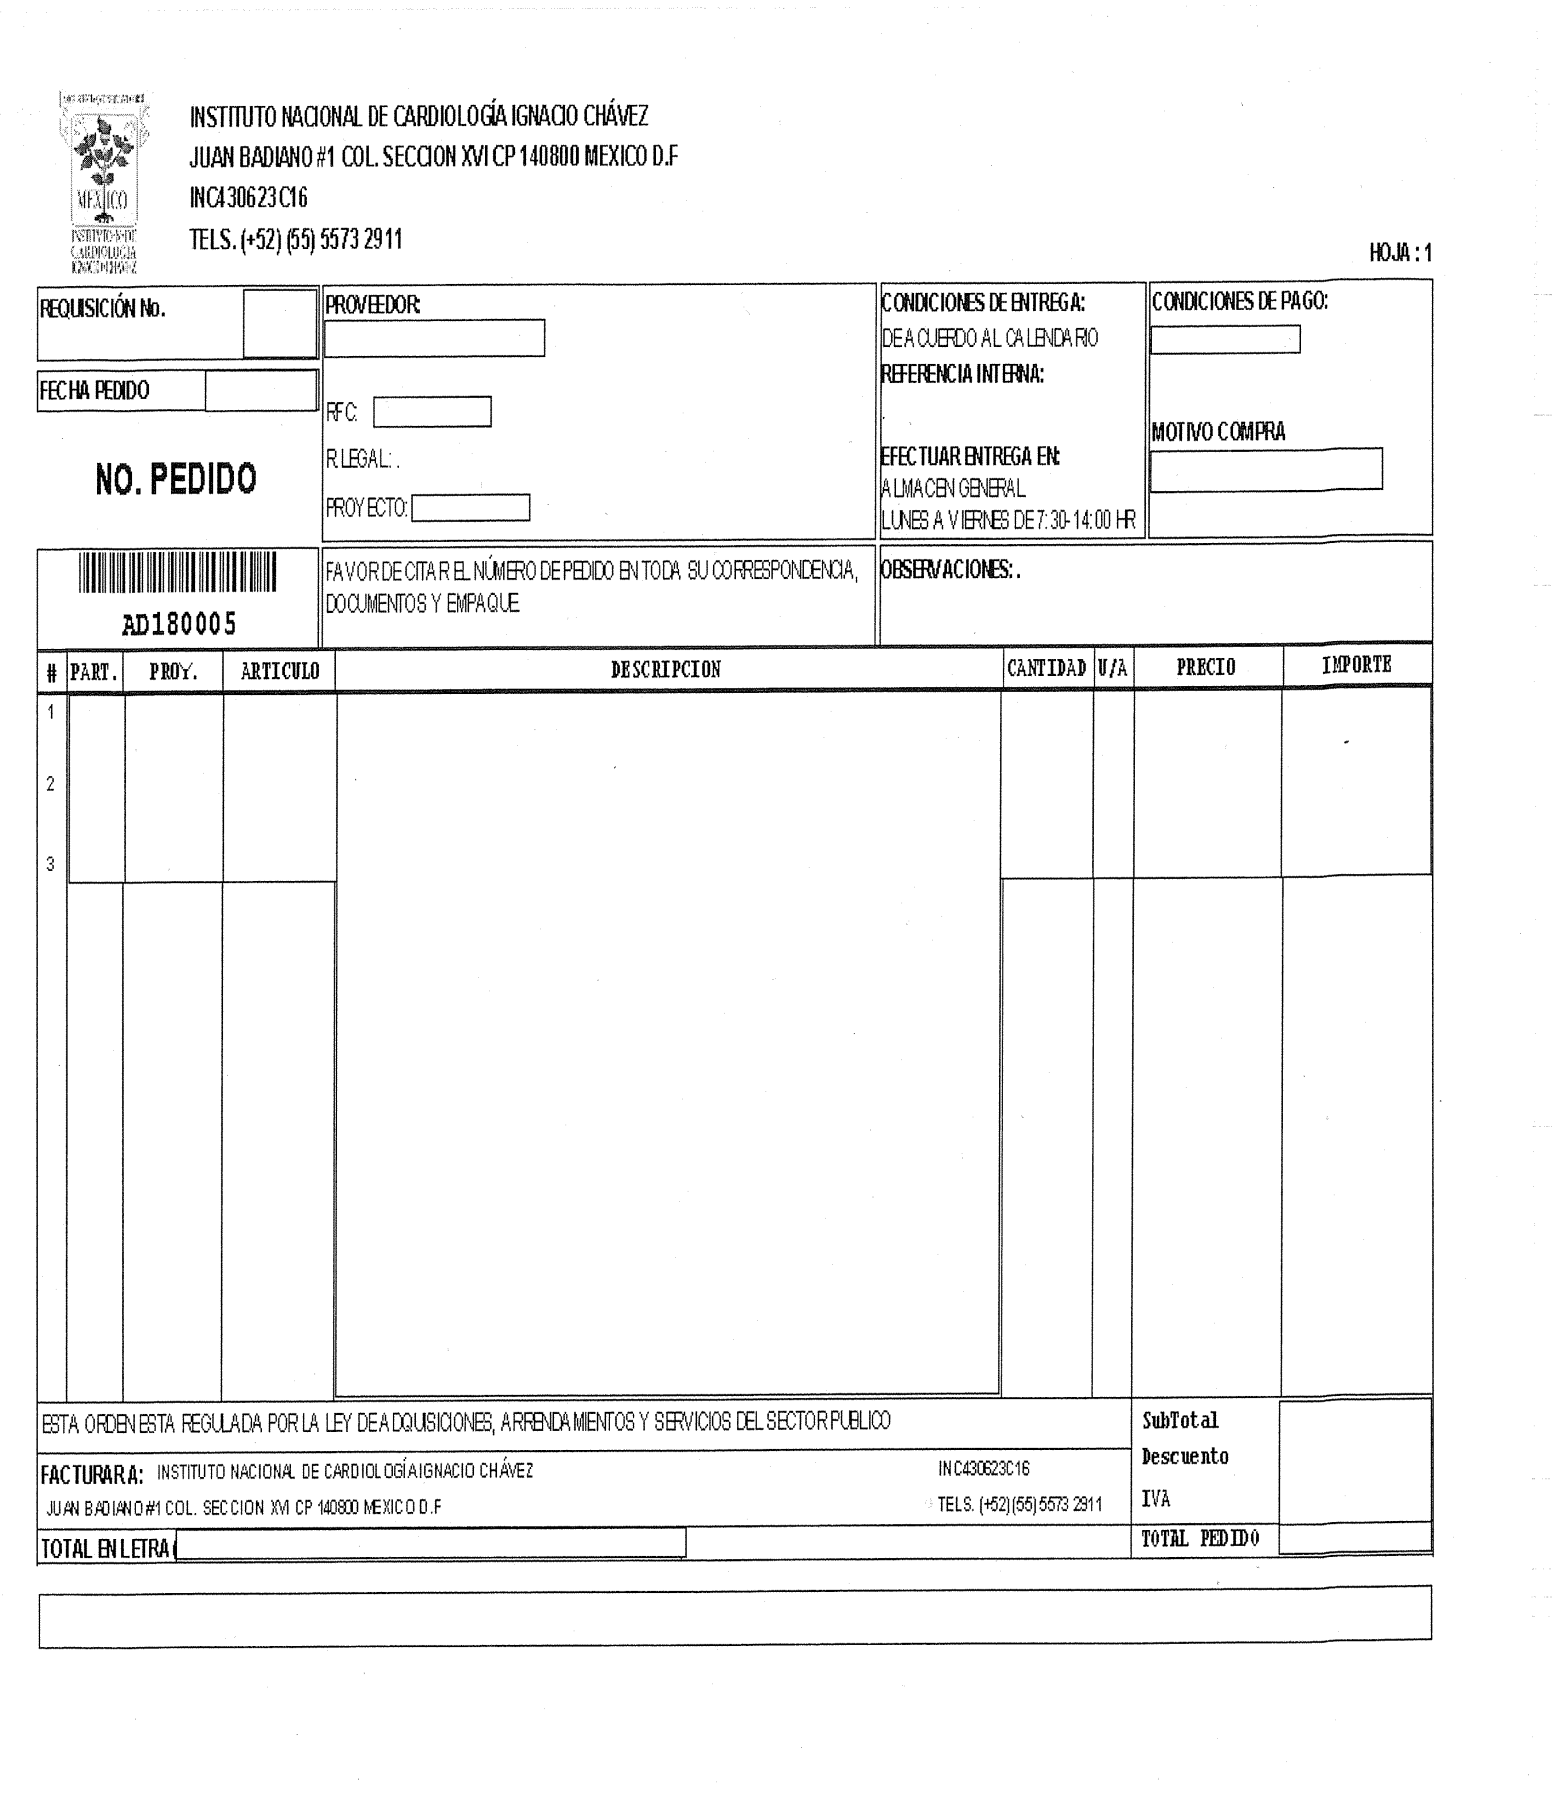 INSTITUTO NACIONAL DE CARDIOLOGÍA IGNACIO CHÁVEZ
JUAN BADIANO #1 COL. SECCION XVI CP 140800 MEXICO D.F
INC430623C16
TELS. (+52) (55) 5573 2911
MEXICO
INSTITVTO·N·DE
CARDIOLOGIA
IGNACIO CHAVEZ
HOJA : 1
REQUISICIÓN No.
FECHA PEDIDO
NO. PEDIDO
AD180005
PROVEEDOR:
RFC:
R LEGAL: .
PROYECTO:
FAVOR DE CITAR EL NÚMERO DE PEDIDO EN TODA SU CORRESPONDENCIA,
DOCUMENTOS Y EMPAQUE
CONDICIONES DE ENTREGA:
DE ACUERDO AL CALENDARIO
REFERENCIA INTERNA:
.
EFECTUAR ENTREGA EN:
ALMACEN GENERAL
LUNES A VIERNES DE 7:30-14:00 HR
CONDICIONES DE PAGO:
MOTIVO COMPRA
OBSERVACIONES: .
# PART. PROY. ARTICULO DESCRIPCION CANTIDAD U/A PRECIO IMPORTE
1
2
3
ESTA ORDEN ESTA REGULADA POR LA LEY DE ADQUISICIONES, ARRENDAMIENTOS Y SERVICIOS DEL SECTOR PUBLICO
FACTURAR A: INSTITUTO NACIONAL DE CARDIOLOGÍA IGNACIO CHÁVEZ INC430623C16
JUAN BADIANO #1 COL. SECCION XVI CP 140800 MEXICO D.F TELS. (+52) (55) 5573 2911
TOTAL EN LETRA (
SubTotal
Descuento
IVA
TOTAL PEDIDO